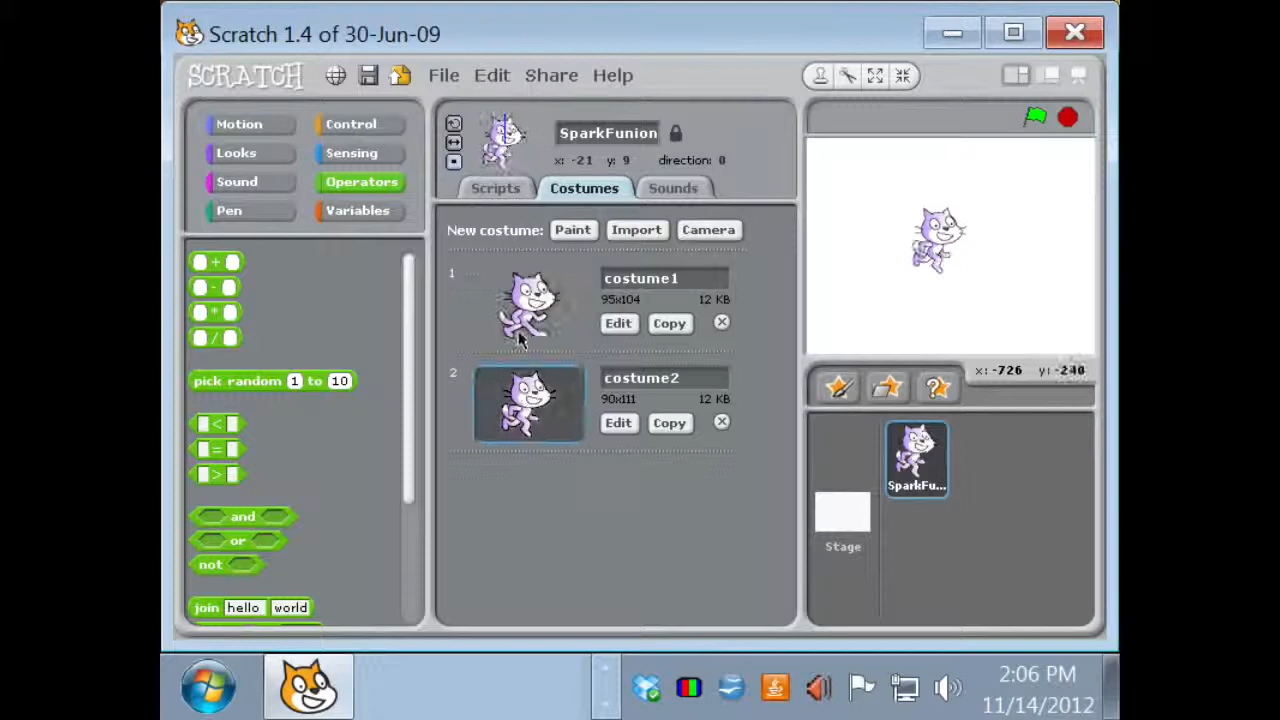 Scratch 1.4 of 30-Jun-09
SCRATCH File Edit Share Help
Motion Control
Looks Sensing
Sound Operators
Pen Variables
+
-
*
/
pick random 1 to 10
<
=
>
and
or
not
join hello world
SparkFunion
x: -21 y: 9 direction: 0
Scripts Costumes Sounds
New costume: Paint Import Camera
1 costume1
95x104 12 KB
Edit Copy
2 costume2
90x111 12 KB
Edit Copy
x: -726 y: -240
SparkFu...
Stage
2:06 PM
11/14/2012